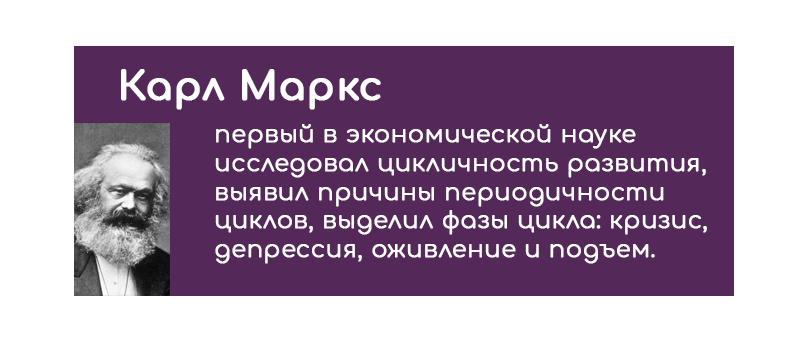 Карл Маркс
первый в экономической науке
исследовал цикличность развития,
выявил причины периодичности
циклов, выделил фазы цикла: кризис,
депрессия, оживление и подъем.